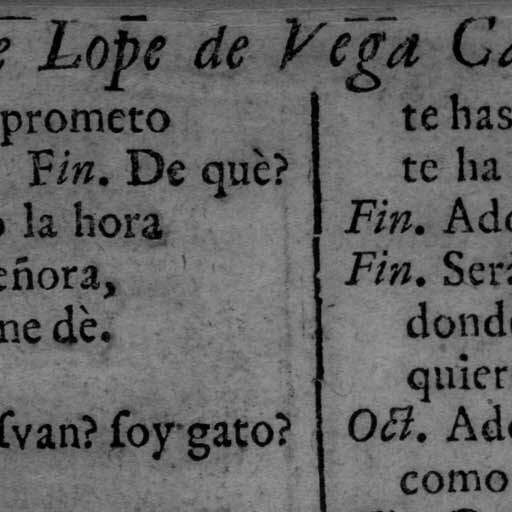 e Lope de Vega Ca
prometo
Fin. De què?
o la hora
eñora,
me dè.
ſvan? ſoy gato?
te has
te ha
Fin. Ado
Fin. Serà
donde
quier
Oct. Ado
como